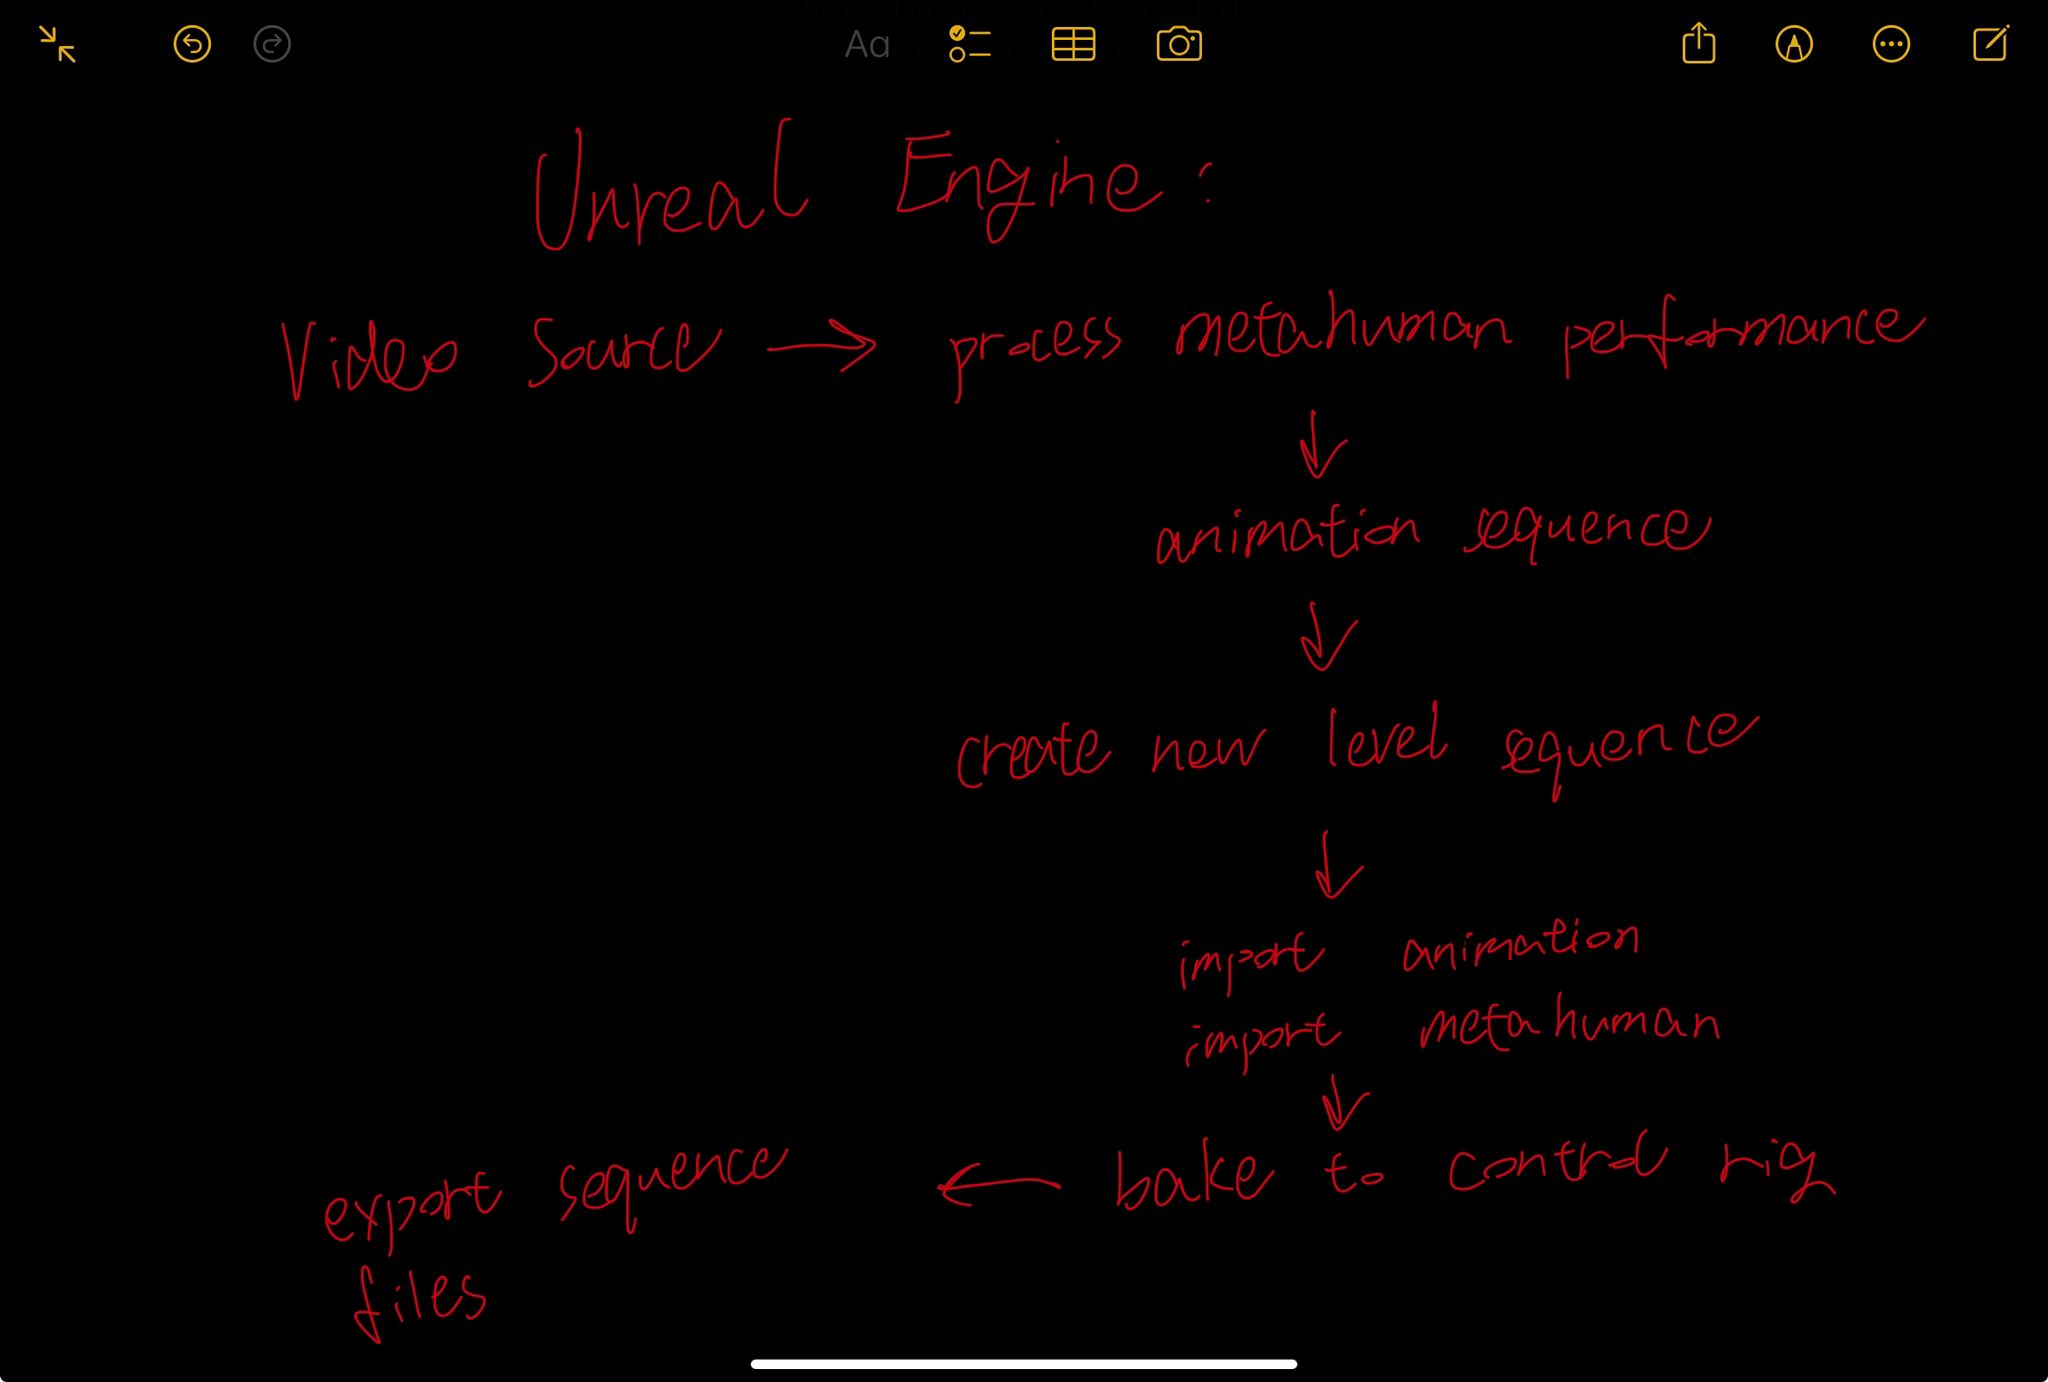 Aa
Unreal Engine:
Video Source → process metahuman performance
↓
animation sequence
↓
create new level sequence
↓
import animation
import metahuman
↓
export sequence ← bake to control rig
files